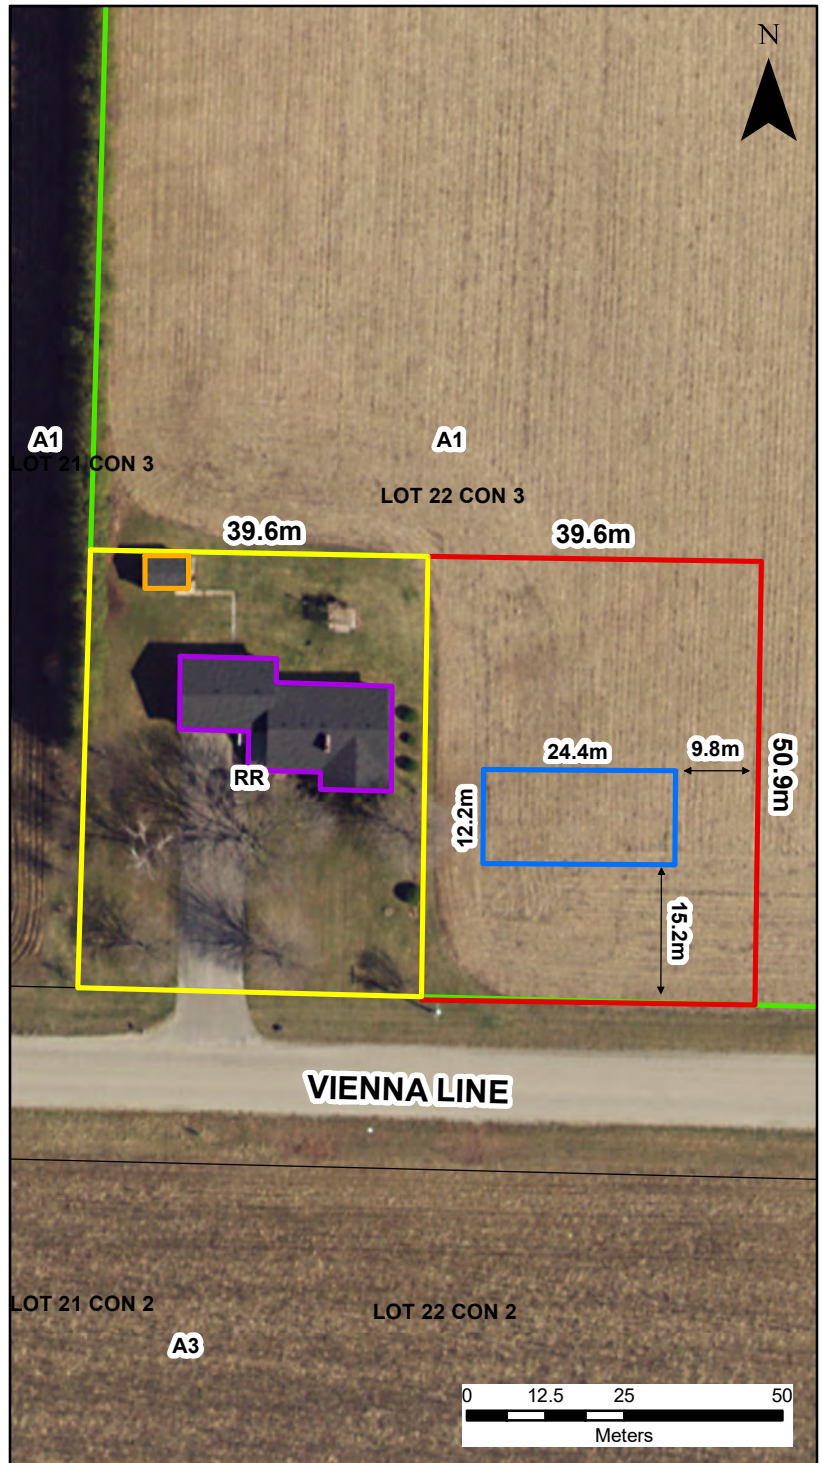 N
A1
A1
LOT 21 CON 3
LOT 22 CON 3
39.6m
39.6m
24.4m
9.8m
50.9m
12.2m
RR
15.2m
VIENNA LINE
LOT 21 CON 2
LOT 22 CON 2
A3
0 12.5 25 50
Meters